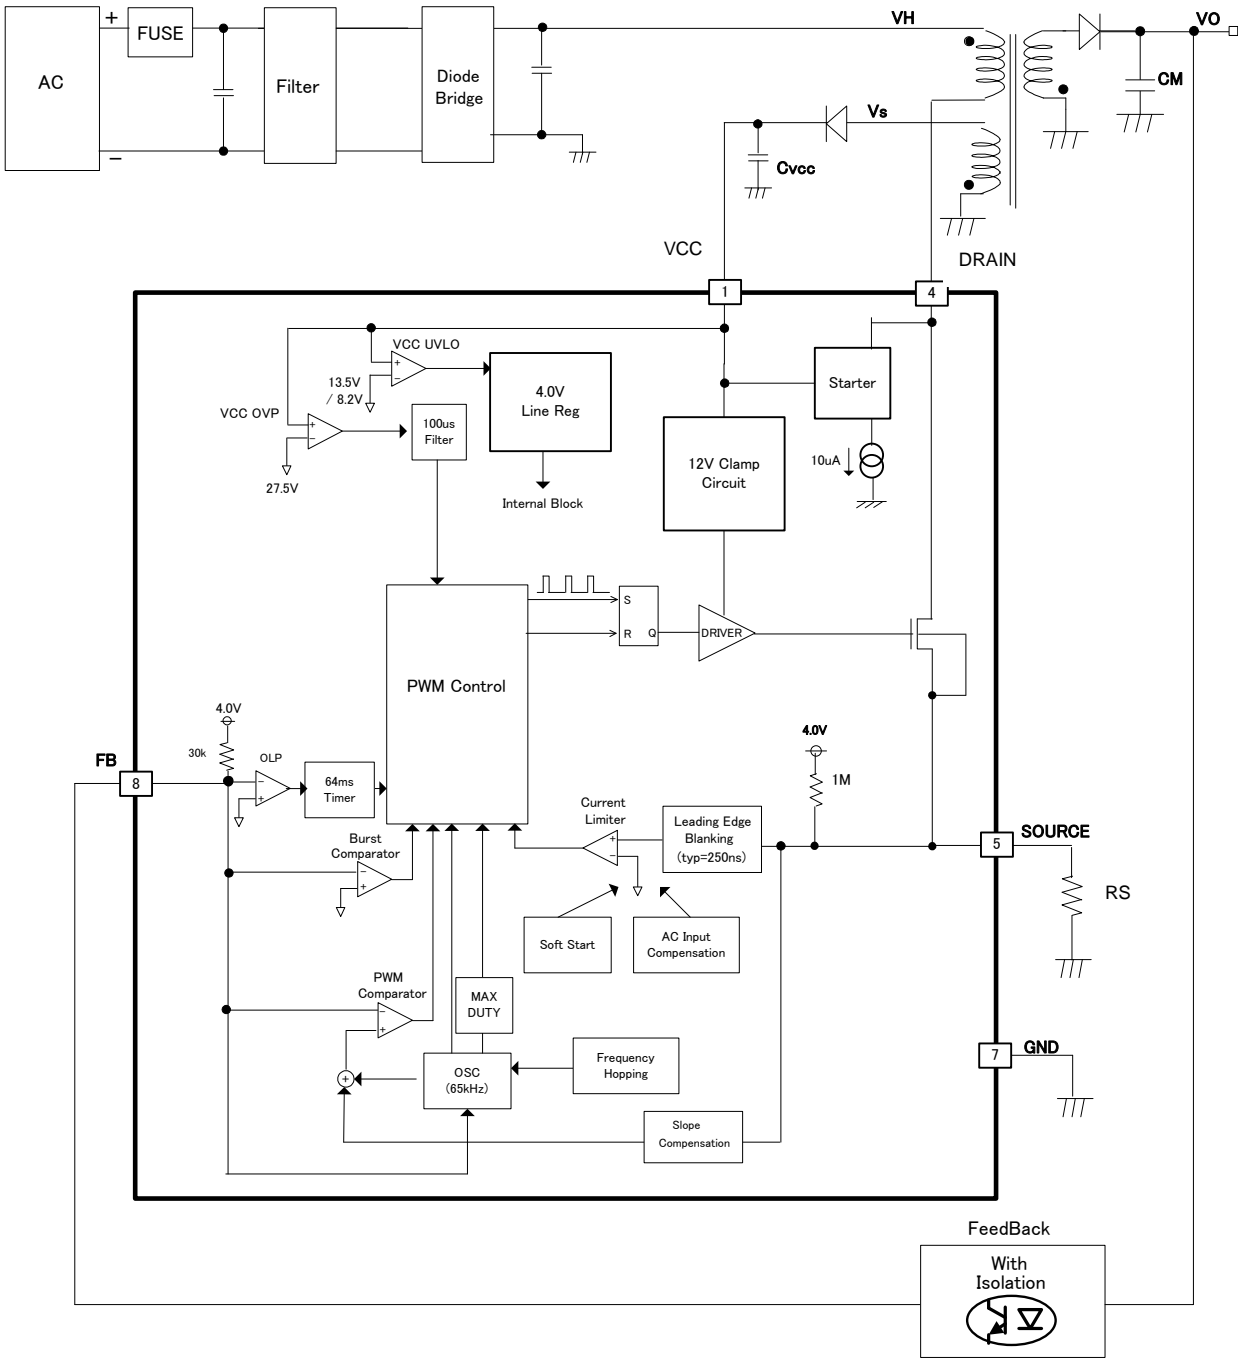 +
FUSE
AC
Filter
Diode
Bridge
−
VH
VO
CM
Vs
Cvcc
VCC
DRAIN
1
4
VCC UVLO
+
−
13.5V
/ 8.2V
4.0V
Line Reg
VCC OVP
+
−
27.5V
100us
Filter
Internal Block
Starter
12V Clamp
Circuit
10uA
S
R
Q
DRIVER
PWM Control
4.0V
30k
FB
8
OLP
−
+
64ms
Timer
4.0V
1M
Current
Limiter
+
−
Leading Edge
Blanking
(typ=250ns)
SOURCE
5
RS
Burst
Comparator
−
+
Soft Start
AC Input
Compensation
PWM
Comparator
−
+
MAX
DUTY
+
OSC
(65kHz)
Frequency
Hopping
7
GND
Slope
Compensation
FeedBack
With
Isolation